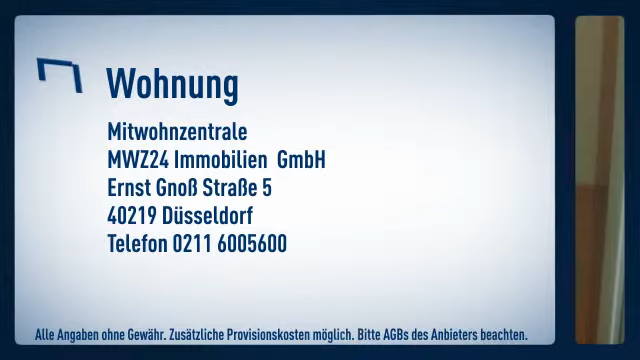 Wohnung
Mitwohnzentrale
MWZ24 Immobilien GmbH
Ernst Gnoß Straße 5
40219 Düsseldorf
Telefon 0211 6005600
Alle Angaben ohne Gewähr. Zusätzliche Provisionskosten möglich. Bitte AGBs des Anbieters beachten.